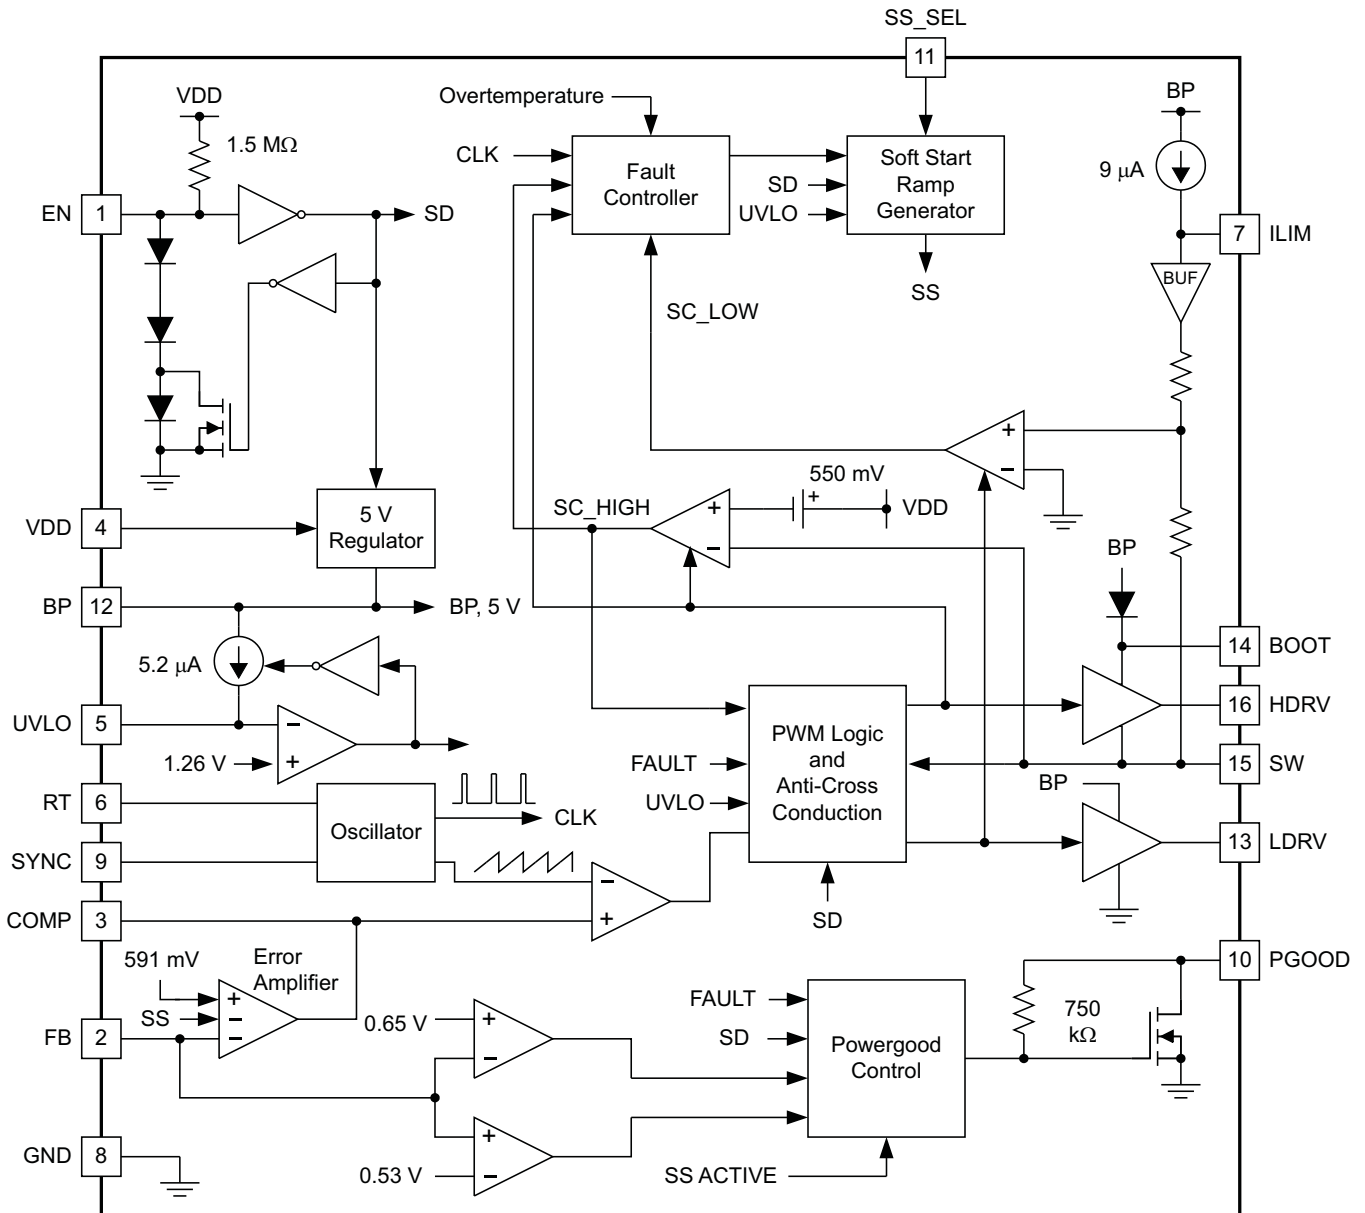 SS_SEL
11
VDD
Overtemperature
BP
1.5 MΩ
CLK
Fault
Controller
Soft Start
Ramp
Generator
9 µA
SD
UVLO
EN
1
SD
7
ILIM
BUF
SS
SC_LOW
+
−
550 mV
+
VDD
SC_HIGH
+
−
VDD
4
5 V
Regulator
BP
BP
12
BP, 5 V
5.2 µA
14
BOOT
UVLO
5
−
+
1.26 V
PWM Logic
and
Anti-Cross
Conduction
16
HDRV
FAULT
15
SW
UVLO
BP
RT
6
Oscillator
CLK
13
LDRV
SYNC
9
−
+
SD
COMP
3
591 mV
Error
Amplifier
+
−
−
SS
10
PGOOD
FAULT
750
kΩ
FB
2
0.65 V
+
−
SD
Powergood
Control
+
−
0.53 V
GND
8
SS ACTIVE